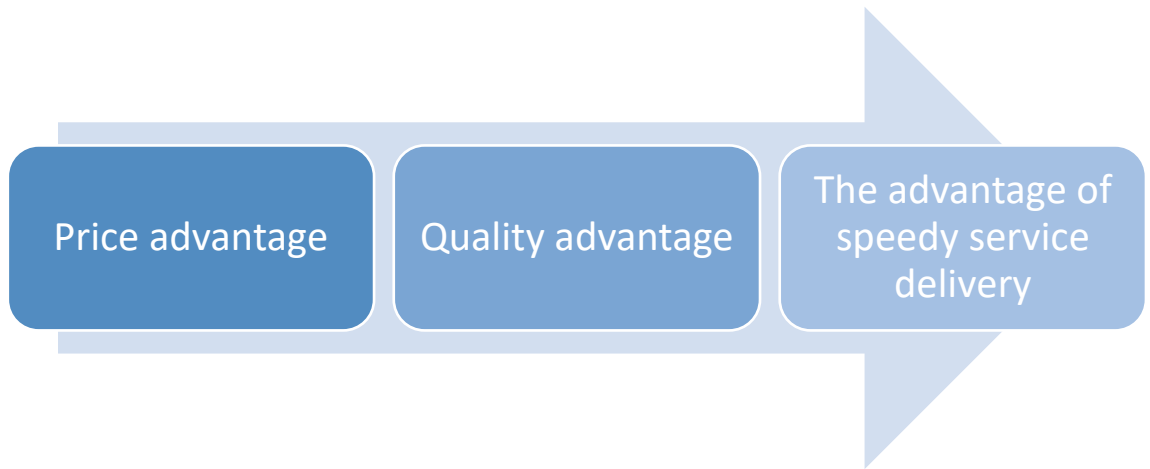 Price advantage
Quality advantage
The advantage of
speedy service
delivery